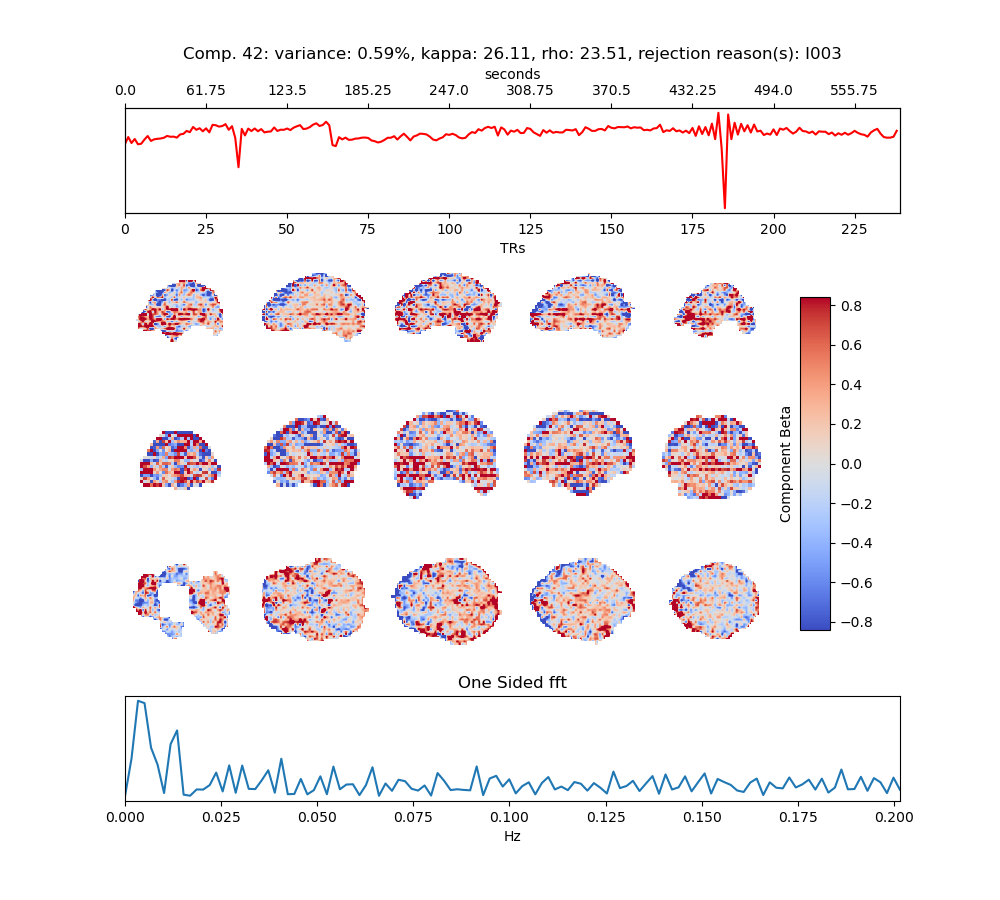 Comp. 42: variance: 0.59%, kappa: 26.11, rho: 23.51, rejection reason(s): I003
seconds
0.0 61.75 123.5 185.25 247.0 308.75 370.5 432.25 494.0 555.75
0 25 50 75 100 125 150 175 200 225
TRs
0.8
0.6
0.4
0.2
0.0
−0.2
−0.4
−0.6
−0.8
Component Beta
One Sided fft
0.000 0.025 0.050 0.075 0.100 0.125 0.150 0.175 0.200
Hz